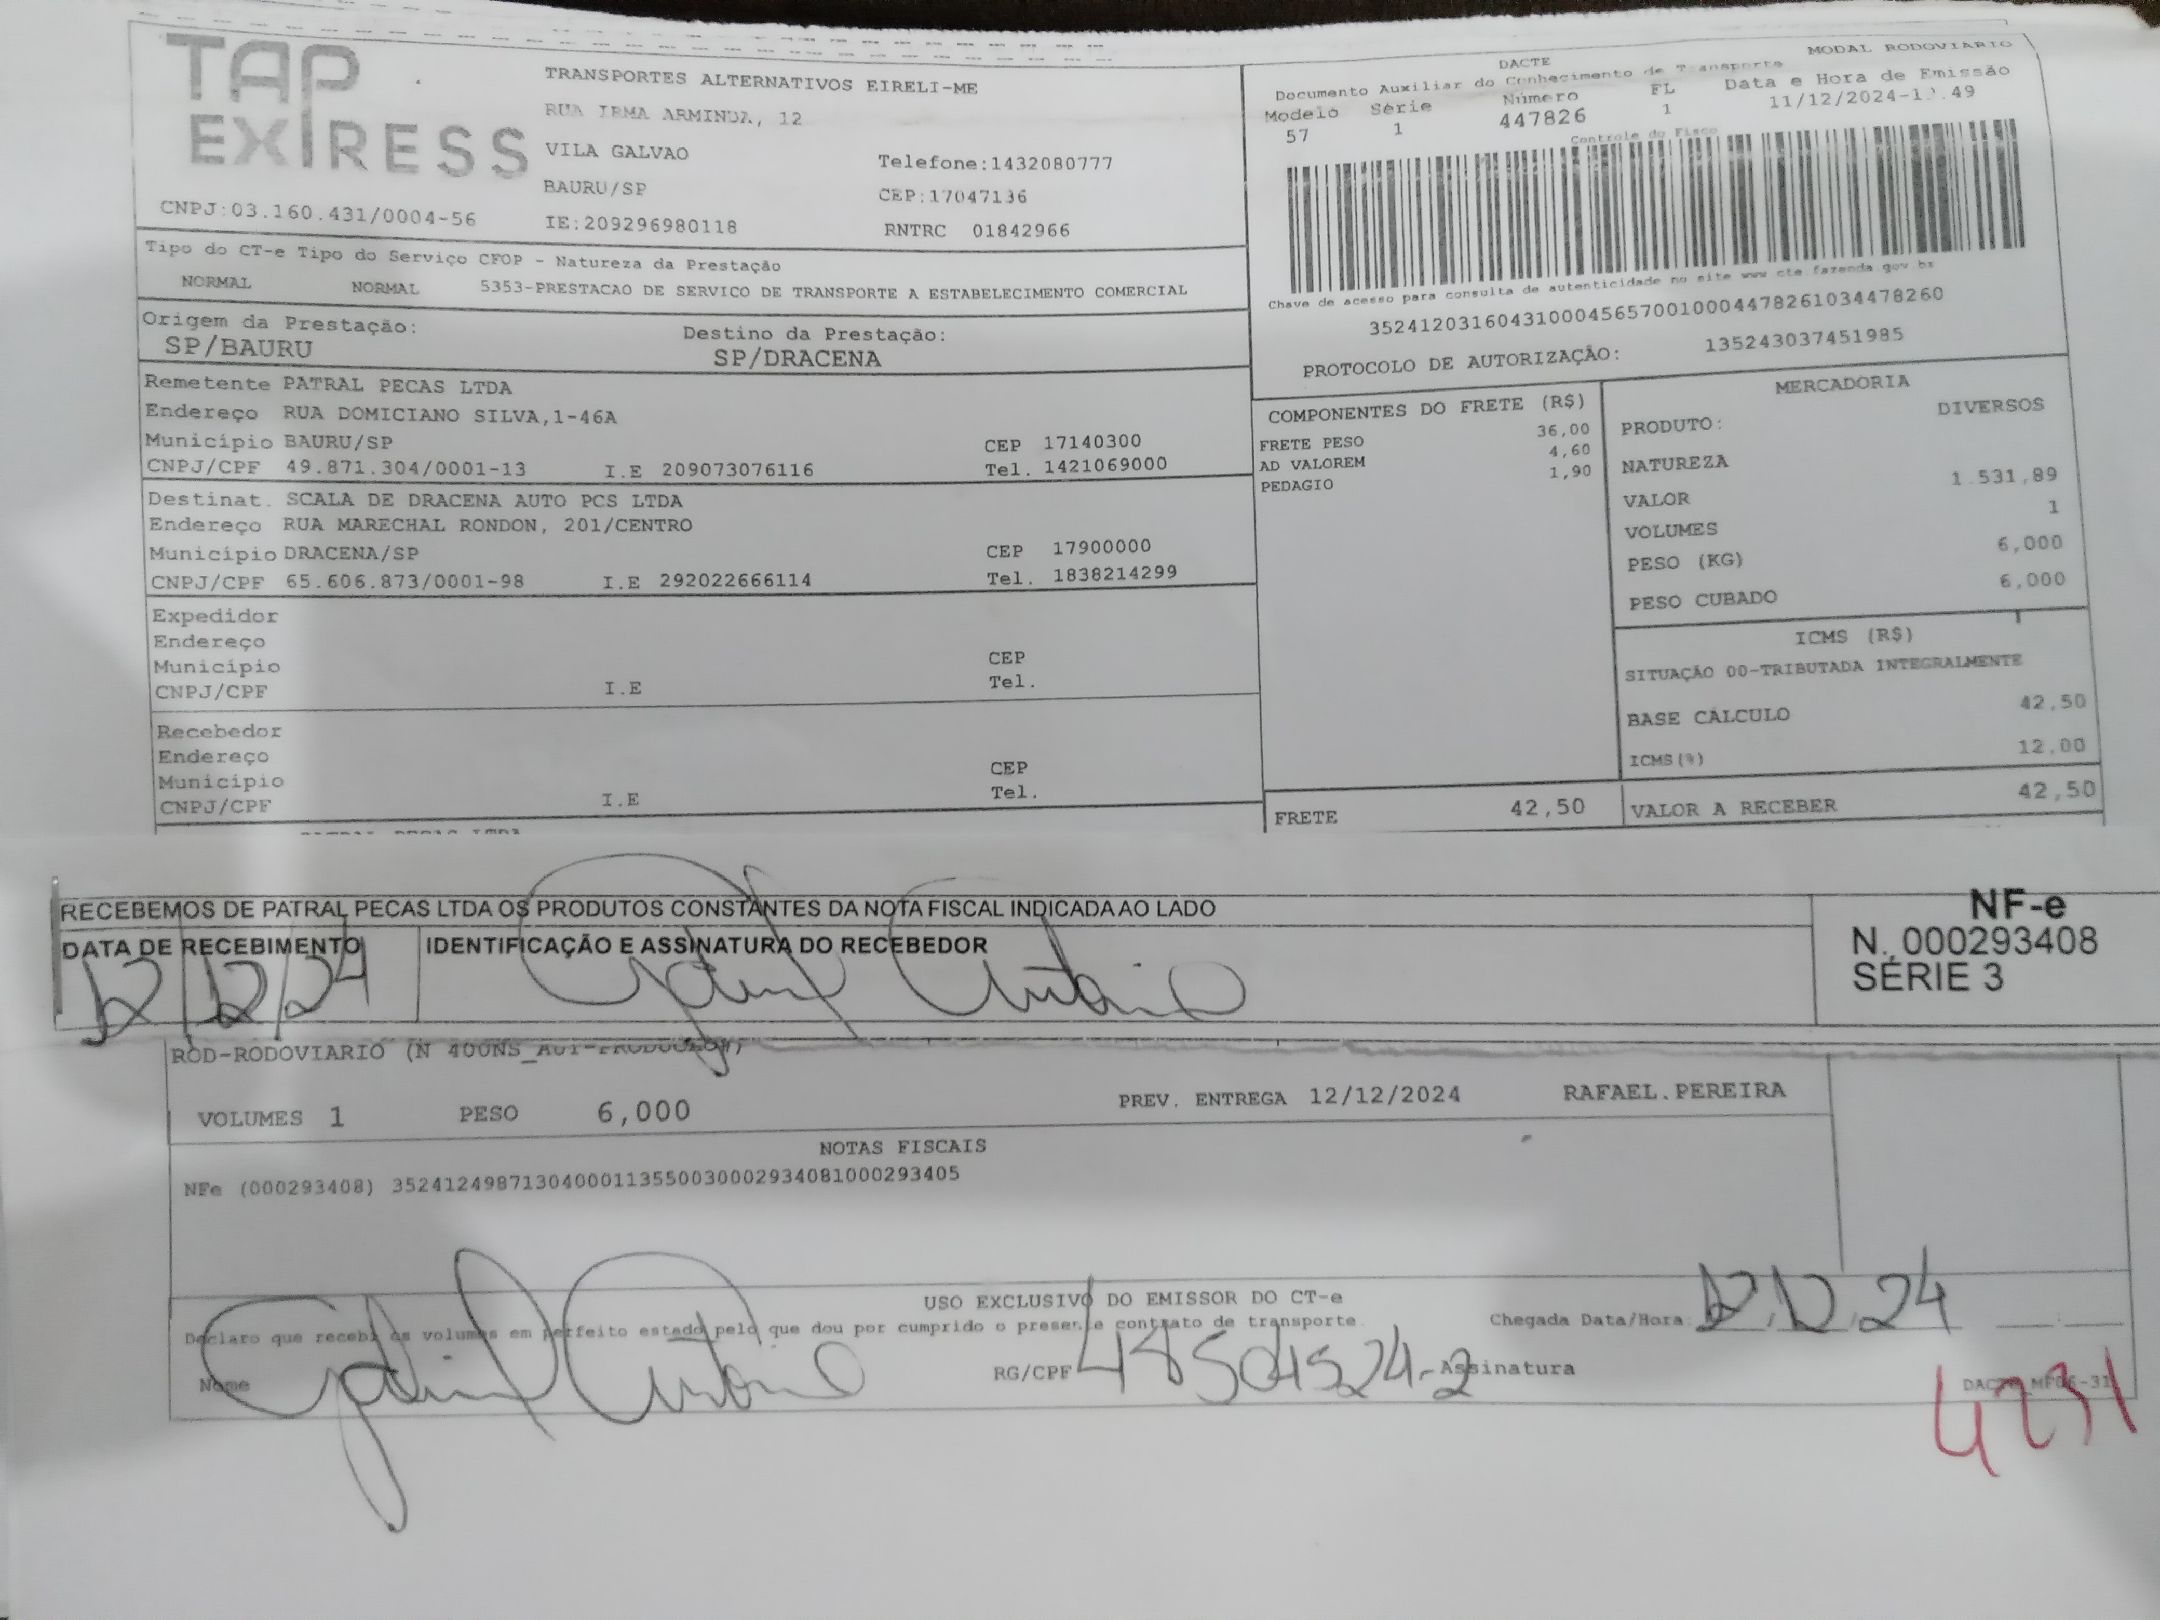 TAP EXPRESS
TRANSPORTES ALTERNATIVOS EIRELI-ME
RUA IRMA ARMINDA, 12
VILA GALVAO
Telefone:1432080777
BAURU/SP
CEP:17047136
CNPJ:03.160.431/0004-56
IE:209296980118
RNTRC 01842966
MODAL RODOVIARIO
DACTE
Documento Auxiliar do Conhecimento de Transporte
Modelo Série Número FL Data e Hora de Emissão
57 1 447826 1 11/12/2024
Controle do Fisco
Chave de acesso para consulta de autenticidade no site www cte.fazenda.gov.br
35241203160431000456570010004478261034478260
PROTOCOLO DE AUTORIZAÇÃO: 135243037451985
Tipo do CT-e Tipo do Serviço CFOP - Natureza da Prestação
NORMAL NORMAL 5353-PRESTACAO DE SERVICO DE TRANSPORTE A ESTABELECIMENTO COMERCIAL
Origem da Prestação: Destino da Prestação:
SP/BAURU SP/DRACENA
Remetente PATRAL PECAS LTDA
Endereço RUA DOMICIANO SILVA,1-46A
Município BAURU/SP CEP 17140300
CNPJ/CPF 49.871.304/0001-13 I.E 209073076116 Tel. 1421069000
Destinat. SCALA DE DRACENA AUTO PCS LTDA
Endereço RUA MARECHAL RONDON, 201/CENTRO
Município DRACENA/SP CEP 17900000
CNPJ/CPF 65.606.873/0001-98 I.E 292022666114 Tel. 1838214299
Expedidor
Endereço
Município CEP
CNPJ/CPF I.E Tel.
Recebedor
Endereço
Município CEP
CNPJ/CPF I.E Tel.
COMPONENTES DO FRETE (R$)
FRETE PESO 36,00
AD VALOREM 4,60
PEDAGIO 1,90
FRETE 42,50
MERCADORIA
PRODUTO: DIVERSOS
NATUREZA
VALOR 1.531,89
VOLUMES 1
PESO (KG) 6,000
PESO CUBADO 6,000
ICMS (R$)
SITUAÇÃO 00-TRIBUTADA INTEGRALMENTE
BASE CÁLCULO 42,50
ICMS(%) 12.00
VALOR A RECEBER 42,50
RECEBEMOS DE PATRAL PECAS LTDA OS PRODUTOS CONSTANTES DA NOTA FISCAL INDICADA AO LADO
DATA DE RECEBIMENTO IDENTIFICAÇÃO E ASSINATURA DO RECEBEDOR
12/12/24
NF-e
N. 000293408
SÉRIE 3
ROD-RODOVIARIO
VOLUMES 1 PESO 6,000 PREV. ENTREGA 12/12/2024 RAFAEL.PEREIRA
NOTAS FISCAIS
NFe (000293408) 35241249871304000113550030002934081000293405
USO EXCLUSIVO DO EMISSOR DO CT-e
Declaro que recebi os volumes em perfeito estado pelo que dou por cumprido o presente contrato de transporte.
Chegada Data/Hora: 12/12/24
Nome RG/CPF Assinatura
4231